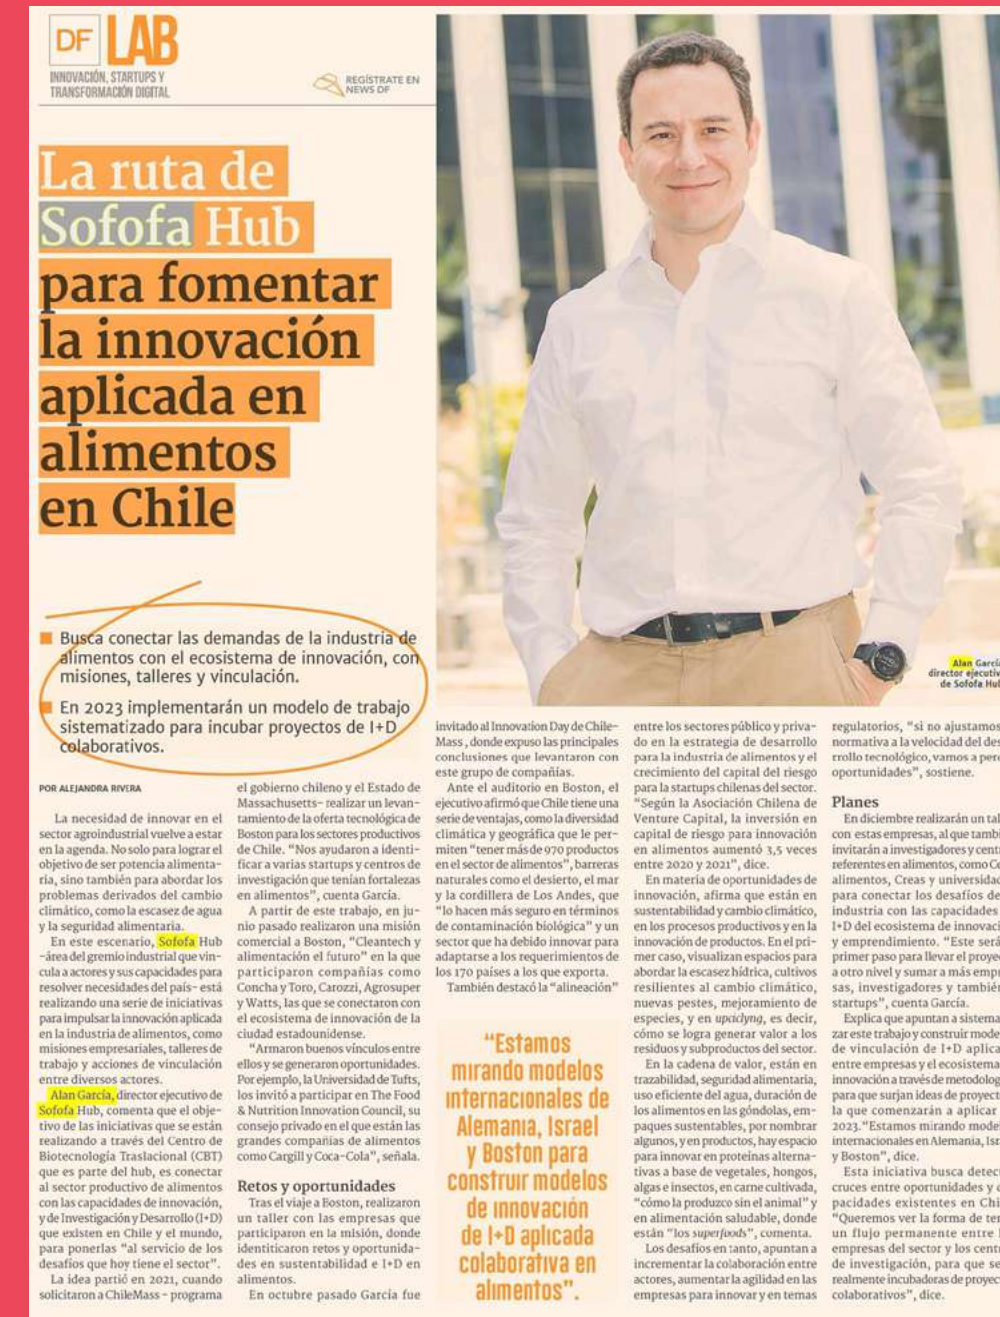 DF LAB
INNOVACIÓN, STARTUPS Y
TRANSFORMACIÓN DIGITAL
REGÍSTRATE EN
NEWS DF
La ruta de
Sofofa Hub
para fomentar
la innovación
aplicada en
alimentos
en Chile
Busca conectar las demandas de la industria de
alimentos con el ecosistema de innovación, con
misiones, talleres y vinculación.
En 2023 implementarán un modelo de trabajo
sistematizado para incubar proyectos de I+D
colaborativos.
Alan García
director ejecutiv
de Sofofa Hub
POR ALEJANDRA RIVERA
La necesidad de innovar en el
sector agroindustrial vuelve a estar
en la agenda. No solo para lograr el
objetivo de ser potencia alimenta-
ria, sino también para abordar los
problemas derivados del cambio
climático, como la escasez de agua
y la seguridad alimentaria.
En este escenario, Sofofa Hub
-área del gremio industrial que vin-
cula a actores y sus capacidades para
resolver necesidades del país- está
realizando una serie de iniciativas
para impulsar la innovación aplicada
en la industria de alimentos, como
misiones empresariales, talleres de
trabajo y acciones de vinculación
entre diversos actores.
Alan García, director ejecutivo de
Sofofa Hub, comenta que el obje-
tivo de las iniciativas que se están
realizando a través del Centro de
Biotecnología Traslacional (CBT)
que es parte del hub, es conectar
al sector productivo de alimentos
con las capacidades de innovación,
y de Investigación y Desarrollo (I+D)
que existen en Chile y el mundo,
para ponerlas "al servicio de los
desafíos que hoy tiene el sector".
La idea partió en 2021, cuando
solicitaron a ChileMass - programa
el gobierno chileno y el Estado de
Massachusetts- realizar un levan-
tamiento de la oferta tecnológica de
Boston para los sectores productivos
de Chile. "Nos ayudaron a identi-
ficar a varias startups y centros de
investigación que tenían fortalezas
en alimentos", cuenta García.
A partir de este trabajo, en ju-
nio pasado realizaron una misión
comercial a Boston, "Cleantech y
alimentación el futuro" en la que
participaron compañías como
Concha y Toro, Carozzi, Agrosuper
y Watts, las que se conectaron con
el ecosistema de innovación de la
ciudad estadounidense.
"Armaron buenos vínculos entre
ellos y se generaron oportunidades.
Por ejemplo, la Universidad de Tufts,
los invitó a participar en The Food
& Nutrition Innovation Council, su
consejo privado en el que están las
grandes compañías de alimentos
como Cargill y Coca-Cola", señala.
Retos y oportunidades
Tras el viaje a Boston, realizaron
un taller con las empresas que
participaron en la misión, donde
identificaron retos y oportunida-
des en sustentabilidad e I+D en
alimentos.
En octubre pasado García fue
invitado al Innovation Day de Chile-
Mass , donde expuso las principales
conclusiones que levantaron con
este grupo de compañías.
Ante el auditorio en Boston, el
ejecutivo afirmó que Chile tiene una
serie de ventajas, como la diversidad
climática y geográfica que le per-
miten "tener más de 970 productos
en el sector de alimentos", barreras
naturales como el desierto, el mar
y la cordillera de Los Andes, que
"lo hacen más seguro en términos
de contaminación biológica" y un
sector que ha debido innovar para
adaptarse a los requerimientos de
los 170 países a los que exporta.
También destacó la "alineación"
"Estamos
mirando modelos
internacionales de
Alemania, Israel
y Boston para
construir modelos
de innovación
de I+D aplicada
colaborativa en
alimentos".
entre los sectores público y priva-
do en la estrategia de desarrollo
para la industria de alimentos y el
crecimiento del capital del riesgo
para la startups chilenas del sector.
"Según la Asociación Chilena de
Venture Capital, la inversión en
capital de riesgo para innovación
en alimentos aumentó 3,5 veces
entre 2020 y 2021", dice.
En materia de oportunidades de
innovación, afirma que están en
sustentabilidad y cambio climático,
en los procesos productivos y en la
innovación de productos. En el pri-
mer caso, visualizan espacios para
abordar la escasez hídrica, cultivos
resilientes al cambio climático,
nuevas pestes, mejoramiento de
especies, y en upciclyng, es decir,
cómo se logra generar valor a los
residuos y subproductos del sector.
En la cadena de valor, están en
trazabilidad, seguridad alimentaria,
uso eficiente del agua, duración de
los alimentos en las góndolas, em-
paques sustentables, por nombrar
algunos, y en productos, hay espacio
para innovar en proteínas alterna-
tivas a base de vegetales, hongos,
algas e insectos, en carne cultivada,
"cómo la produzco sin el animal" y
en alimentación saludable, donde
están "los superfoods", comenta.
Los desafíos en tanto, apuntan a
incrementar la colaboración entre
actores, aumentar la agilidad en las
empresas para innovar y en temas
regulatorios, "si no ajustamos
normativa a la velocidad del des
rrollo tecnológico, vamos a perd
oportunidades", sostiene.
Planes
En diciembre realizarán un tal
con estas empresas, al que tambi
invitarán a investigadores y centr
referentes en alimentos, como Ce
alimentos, Creas y universidad
para conectar los desafíos de
industria con las capacidades
I+D del ecosistema de innovaci
y emprendimiento. "Este será
primer paso para llevar el proyec
a otro nivel y sumar a más empr
sas, investigadores y también
startups", cuenta García.
Explica que apuntan a sistema
zar este trabajo y construir mode
de vinculación de I+D aplica
entre empresas y el ecosistema
innovación a través de metodolog
para que surjan ideas de proyect
la que comenzarán a aplicar
2023. "Estamos mirando model
internacionales en Alemania, Isr
y Boston", dice.
Esta iniciativa busca detect
cruces entre oportunidades y c
pacidades existentes en Chi
"Queremos ver la forma de ten
un flujo permanente entre l
empresas del sector y los centr
de investigación, para que se
realmente incubadoras de proyect
colaborativos", dice.